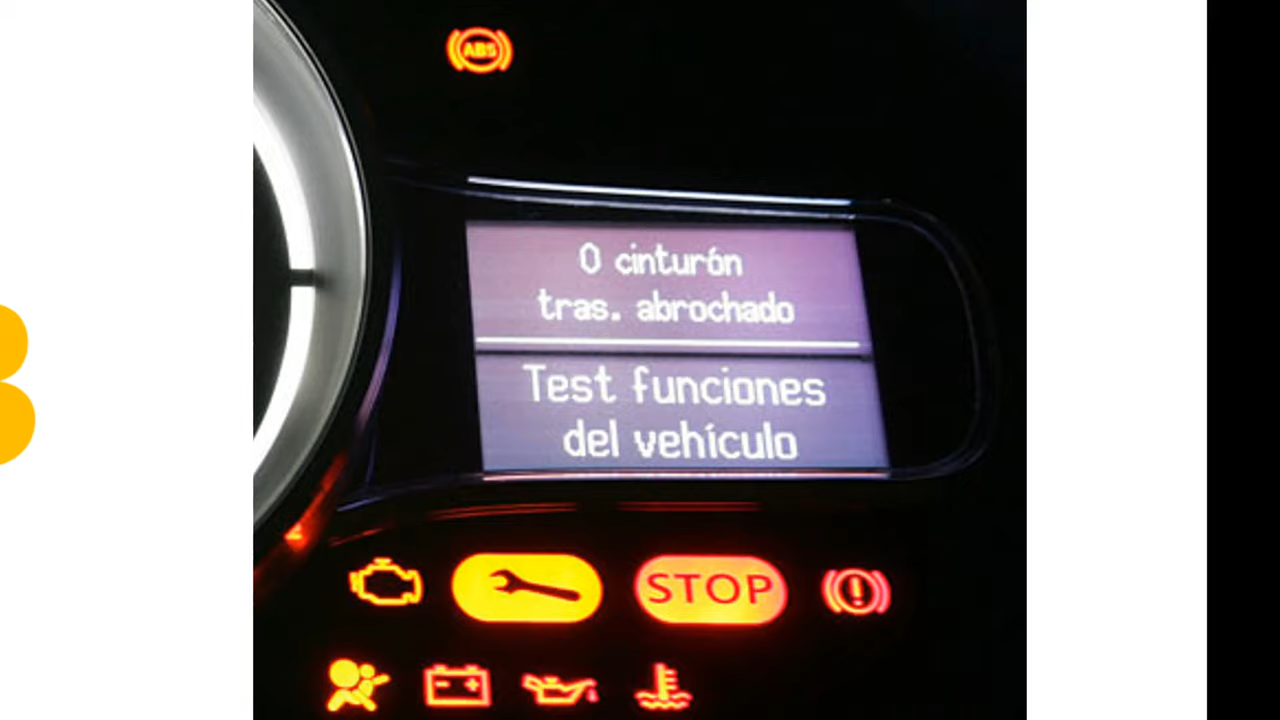 ABS
0 cinturón
tras. abrochado
Test funciones
del vehículo
STOP